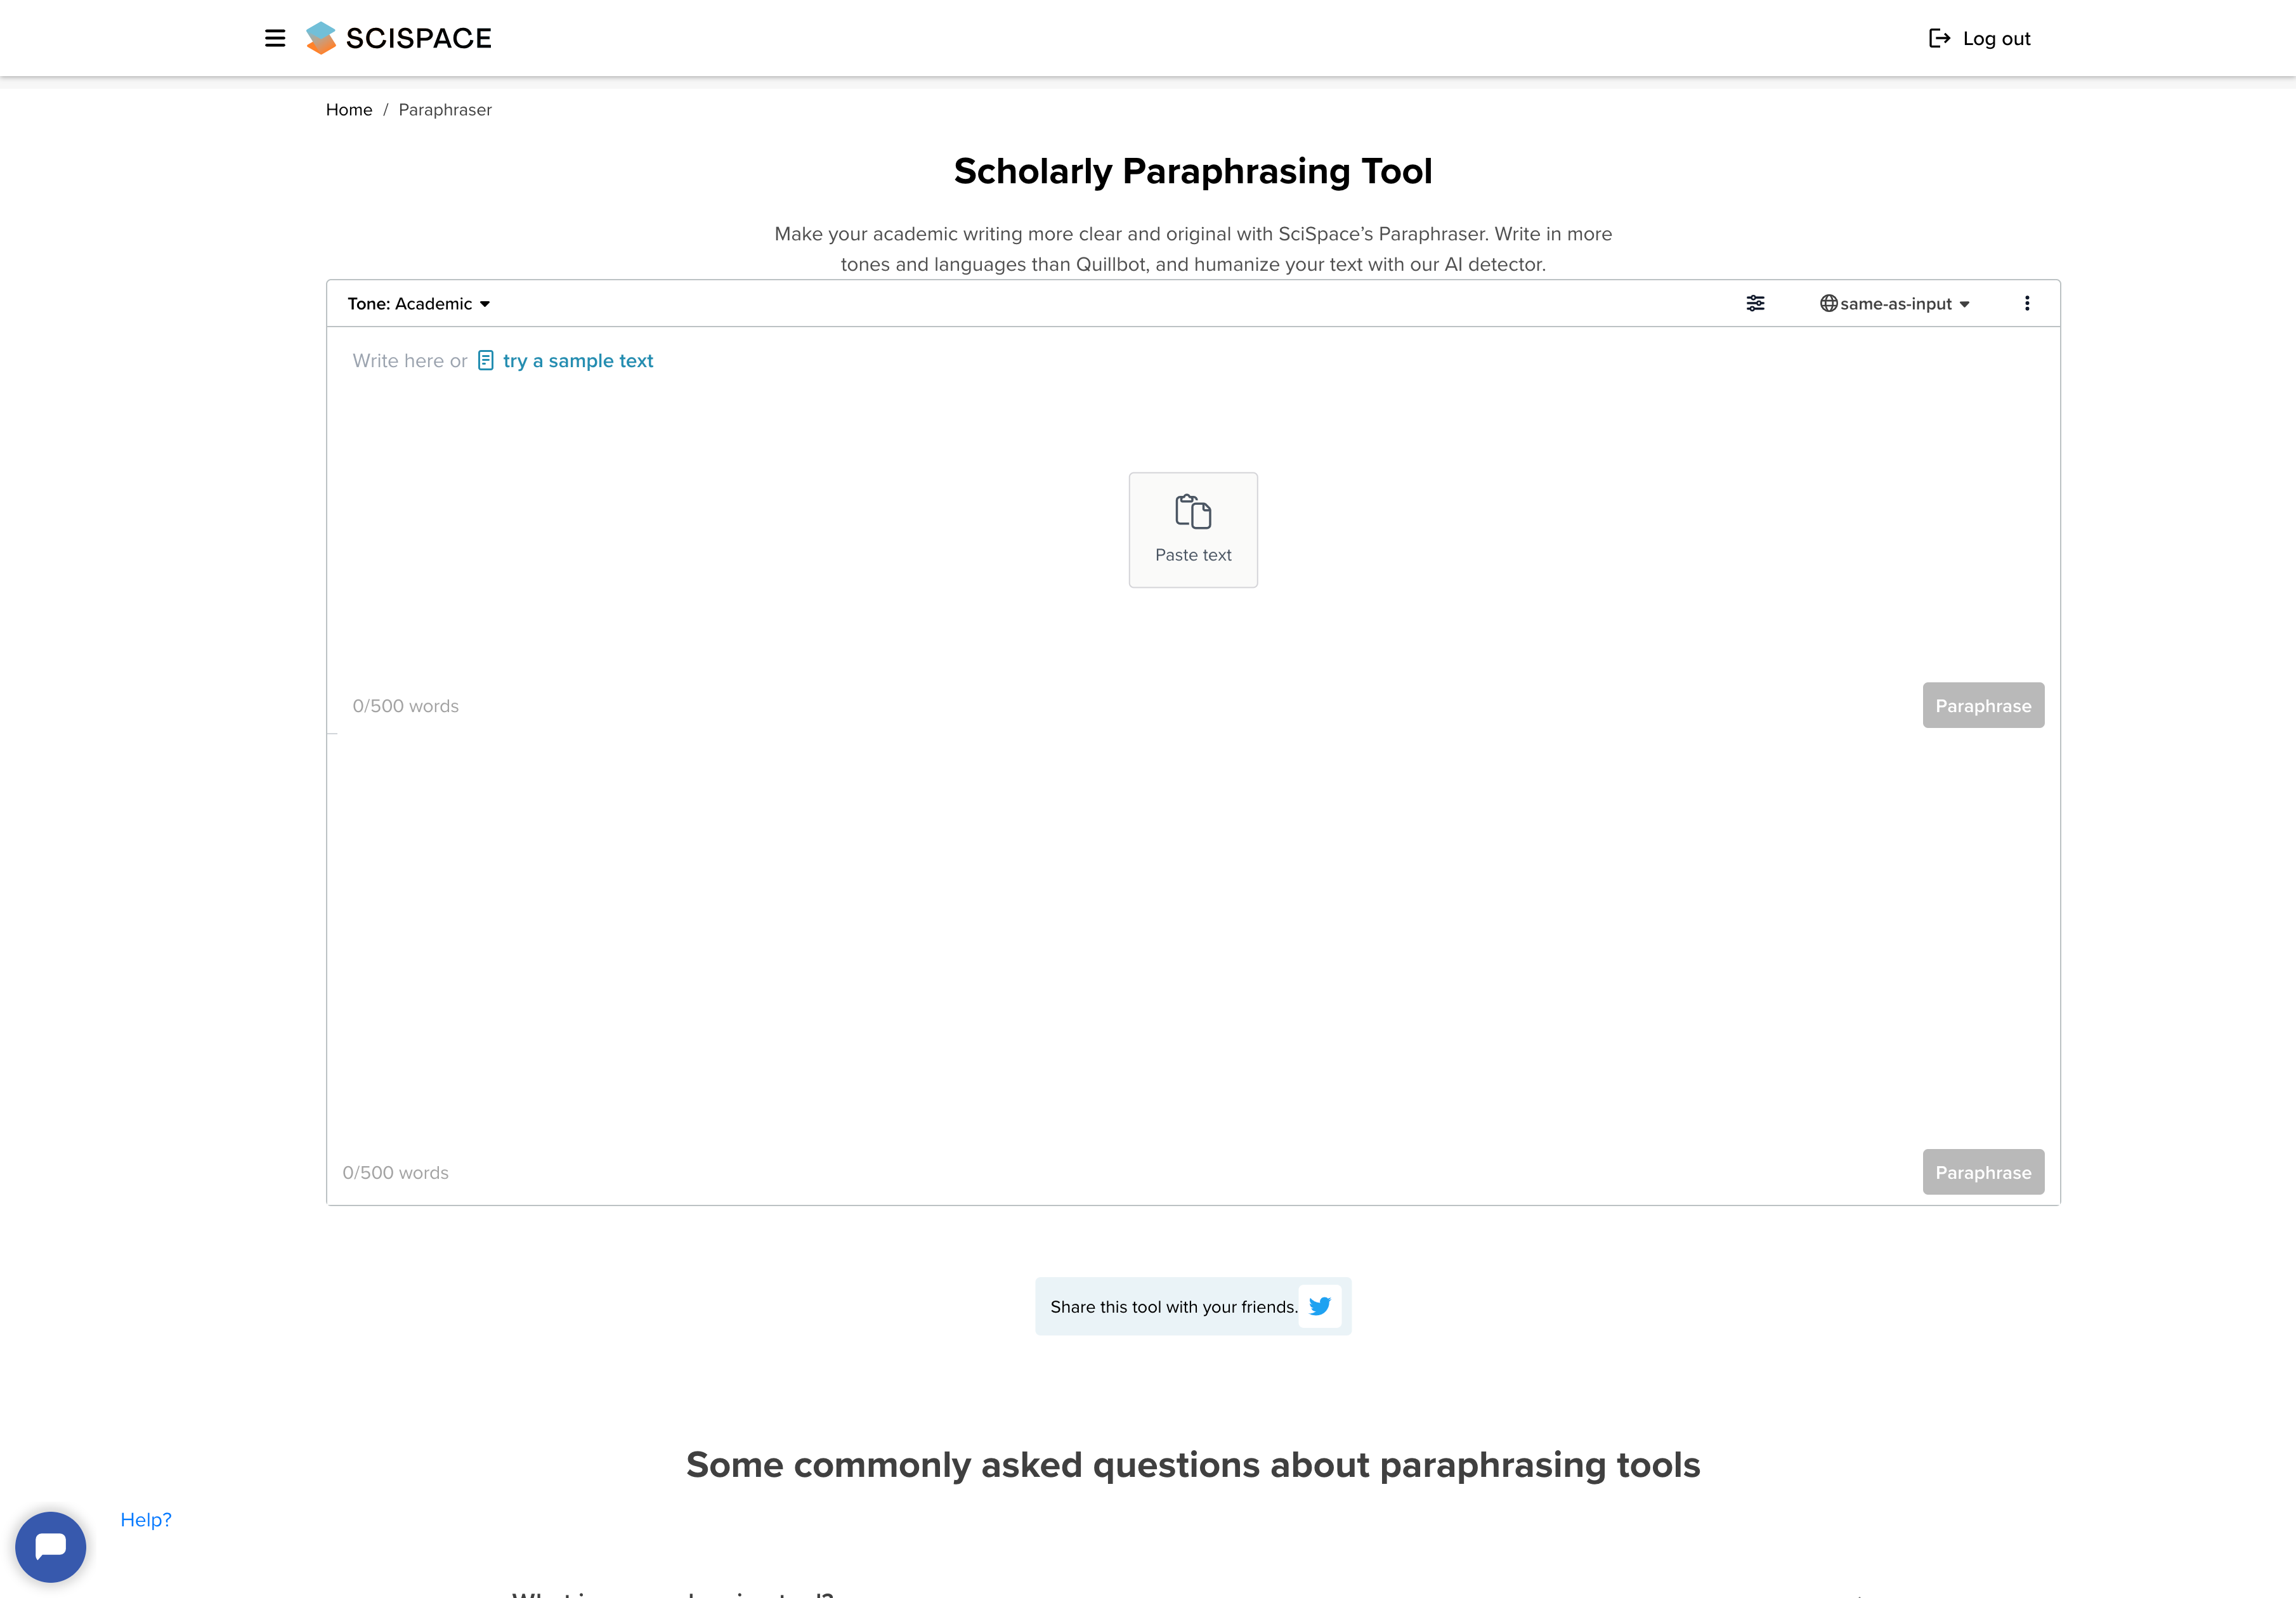 SCISPACE
Log out
Home / Paraphraser
Scholarly Paraphrasing Tool
Make your academic writing more clear and original with SciSpace’s Paraphraser. Write in more
tones and languages than Quillbot, and humanize your text with our AI detector.
Tone: Academic
same-as-input
Write here or try a sample text
Paste text
0/500 words
Paraphrase
0/500 words
Paraphrase
Share this tool with your friends.
Some commonly asked questions about paraphrasing tools
Help?